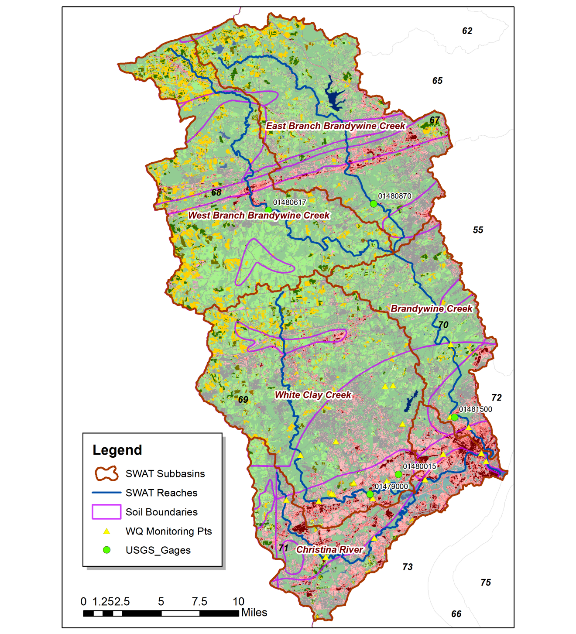 62
65
67
East Branch Brandywine Creek
68
01480617
01480870
West Branch Brandywine Creek
55
Brandywine Creek
70
White Clay Creek
69
72
01481500
01480015
01479000
Christina River
71
73
75
66
Legend
SWAT Subbasins
SWAT Reaches
Soil Boundaries
WQ Monitoring Pts
USGS_Gages
0 1.252.5 5 7.5 10
Miles